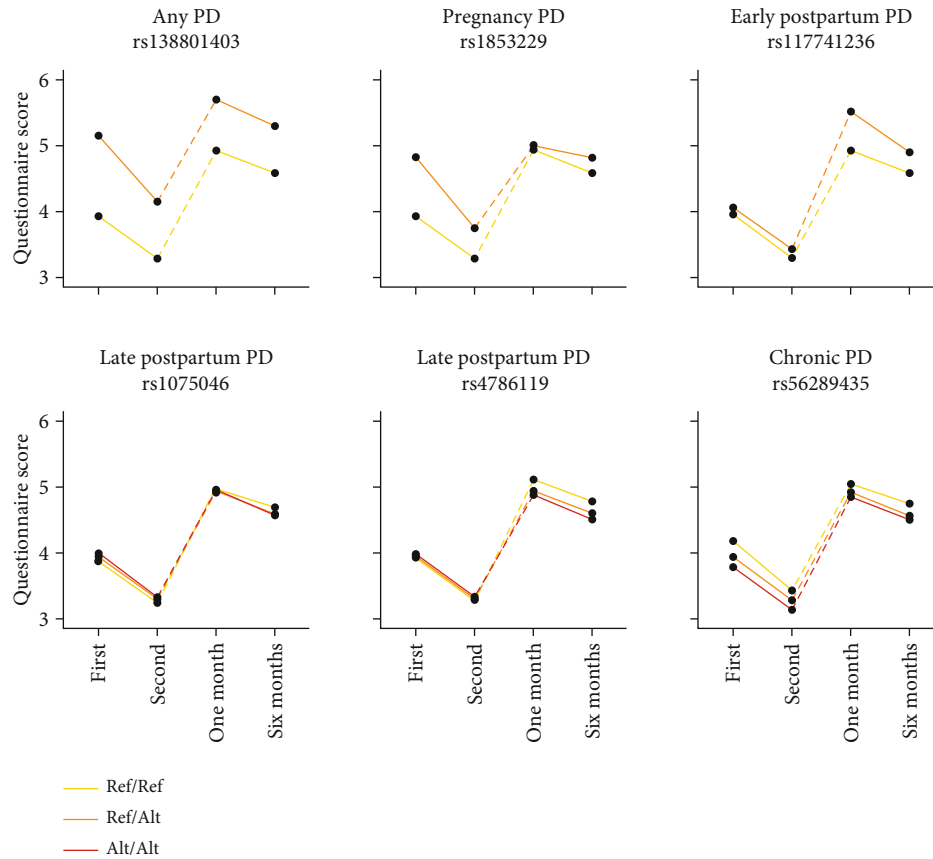 Any PD
rs138801403
Pregnancy PD
rs1853229
Early postpartum PD
rs117741236
Questionnaire score
6
5
4
3
Late postpartum PD
rs1075046
Late postpartum PD
rs4786119
Chronic PD
rs56289435
Questionnaire score
6
5
4
3
First
Second
One month
Six months
First
Second
One month
Six months
First
Second
One month
Six months
Ref/Ref
Ref/Alt
Alt/Alt